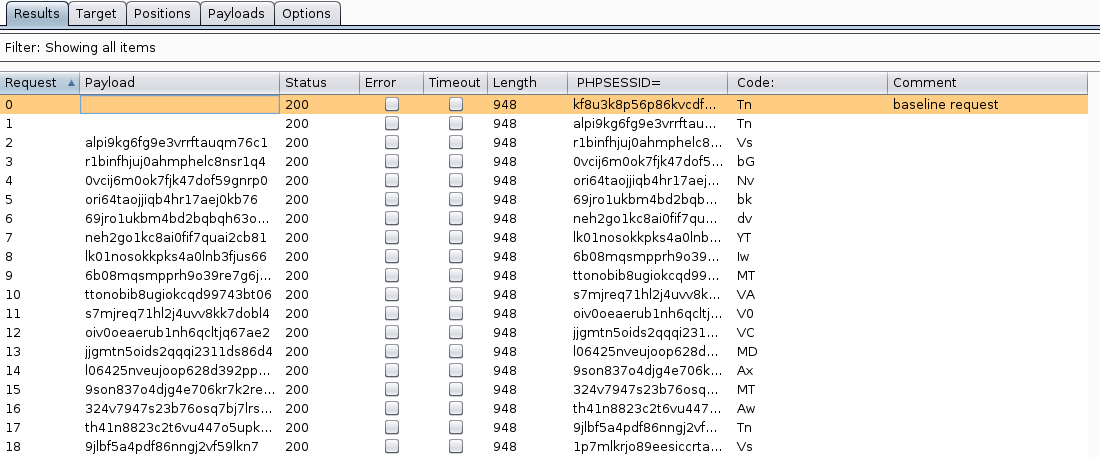 Results Target Positions Payloads Options
Filter: Showing all items
Request Payload Status Error Timeout Length PHPSESSID= Code: Comment
0 200 948 kf8u3k8p56p86kvcdf... Tn baseline request
1 200 948 alpi9kg6fg9e3vrrftau... Tn
2 alpi9kg6fg9e3vrrftauqm76c1 200 948 r1binfhjuj0ahmphelc8... Vs
3 r1binfhjuj0ahmphelc8nsr1q4 200 948 0vcij6m0ok7fjk47dof5... bG
4 0vcij6m0ok7fjk47dof59gnrp0 200 948 ori64taojjiqb4hr17aej... Nv
5 ori64taojjiqb4hr17aej0kb76 200 948 69jro1ukbm4bd2bqb... bk
6 69jro1ukbm4bd2bqbqh63o... 200 948 neh2go1kc8ai0fif7qu... dv
7 neh2go1kc8ai0fif7quai2cb81 200 948 lk01nosokkpks4a0lnb... YT
8 lk01nosokkpks4a0lnb3fjus66 200 948 6b08mqsmpprh9o39... Iw
9 6b08mqsmpprh9o39re7g6j... 200 948 ttonobib8ugiokcqd99... MT
10 ttonobib8ugiokcqd99743bt06 200 948 s7mjreq71hl2j4uvv8k... VA
11 s7mjreq71hl2j4uvv8kk7dobl4 200 948 oiv0oeaerub1nh6qcltj... V0
12 oiv0oeaerub1nh6qcltjq67ae2 200 948 jjgmtn5oids2qqqi231... VC
13 jjgmtn5oids2qqqi2311ds86d4 200 948 l06425nveujoop628d... MD
14 l06425nveujoop628d392pp... 200 948 9son837o4djg4e706k... Ax
15 9son837o4djg4e706kr7k2re... 200 948 324v7947s23b76osq... MT
16 324v7947s23b76osq7bj7lrs... 200 948 th41n8823c2t6vu447... Aw
17 th41n8823c2t6vu447o5upk... 200 948 9jlbf5a4pdf86nngj2vf... Tn
18 9jlbf5a4pdf86nngj2vf59lkn7 200 948 1p7mlkrjo89eesiccrta... Vs